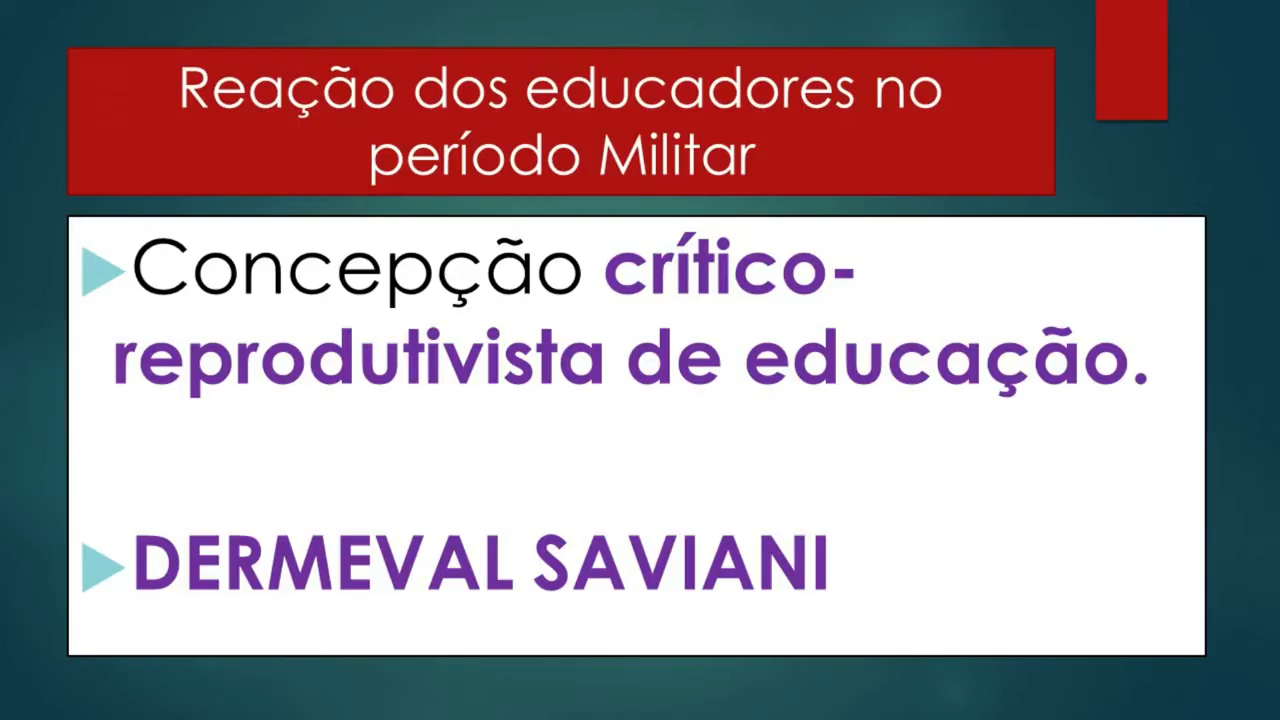 Reação dos educadores no
período Militar
Concepção crítico-
reprodutivista de educação.
DERMEVAL SAVIANI